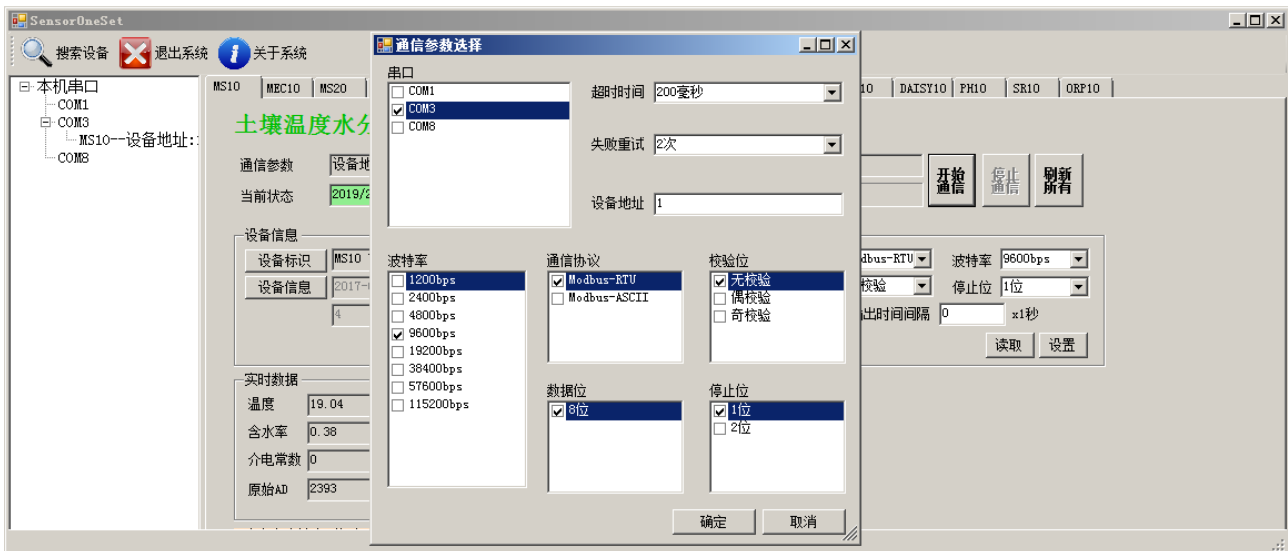 SensorOneSet
搜索设备 退出系统 关于系统
本机串口
COM1
COM3
MS10--设备地址:
COM8
MS10 MEC10 MS20 10 DAISY10 PH10 SR10 ORP10
土壤温度水分
通信参数 设备地
当前状态 2019/2
开始通信 停止通信 刷新所有
设备信息
设备标识 MS10
设备信息 2017-
4
dbus-RTU 波特率 9600bps
校验 停止位 1位
出时间间隔 0 x1秒
读取 设置
实时数据
温度 19.04
含水率 0.38
介电常数 0
原始AD 2393
通信参数选择
串口
COM1
COM3
COM8
超时时间 200毫秒
失败重试 2次
设备地址 1
波特率
1200bps
2400bps
4800bps
9600bps
19200bps
38400bps
57600bps
115200bps
通信协议
Modbus-RTU
Modbus-ASCII
校验位
无校验
偶校验
奇校验
数据位
8位
停止位
1位
2位
确定 取消